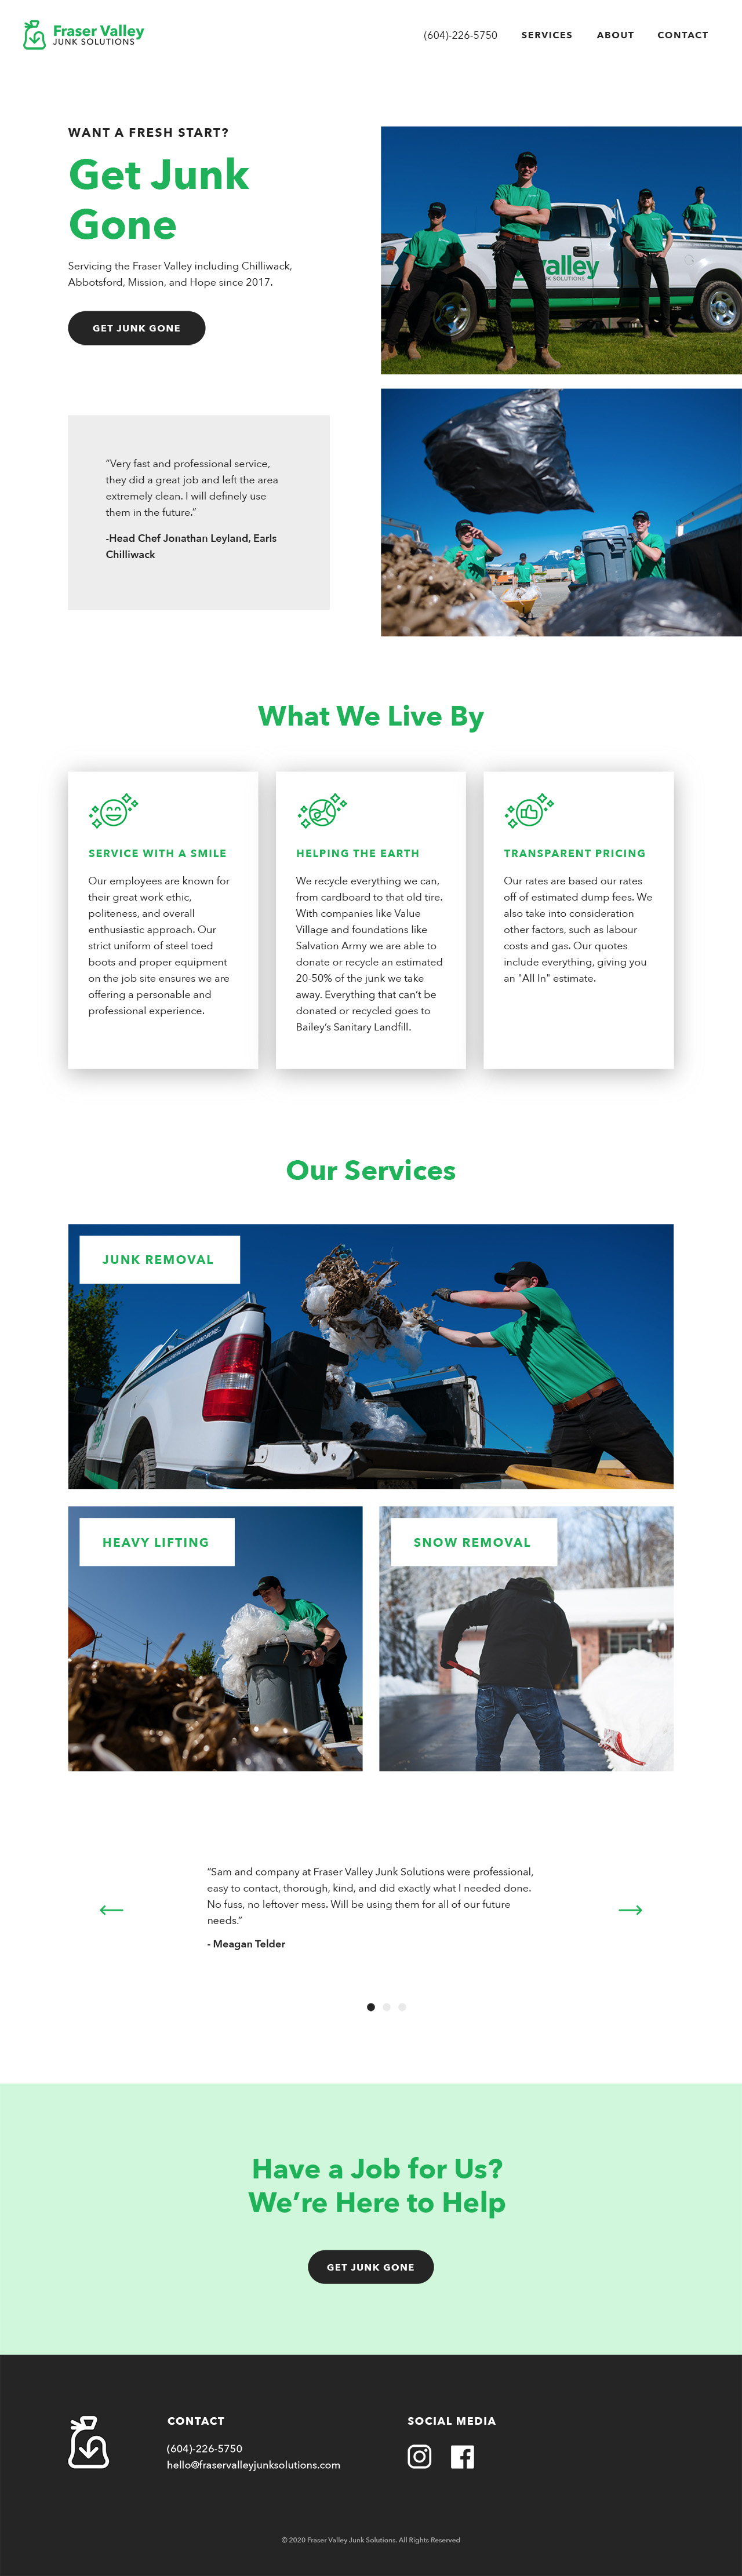 Fraser Valley
JUNK SOLUTIONS
(604)-226-5750
SERVICES
ABOUT
CONTACT
WANT A FRESH START?
Get Junk
Gone
Servicing the Fraser Valley including Chilliwack,
Abbotsford, Mission, and Hope since 2017.
GET JUNK GONE
valley
JUNK SOLUTIONS
“Very fast and professional service,
they did a great job and left the area
extremely clean. I will definely use
them in the future.”
-Head Chef Jonathan Leyland, Earls
Chilliwack
What We Live By
SERVICE WITH A SMILE
Our employees are known for
their great work ethic,
politeness, and overall
enthusiastic approach. Our
strict uniform of steel toed
boots and proper equipment
on the job site ensures we are
offering a personable and
professional experience.
HELPING THE EARTH
We recycle everything we can,
from cardboard to that old tire.
With companies like Value
Village and foundations like
Salvation Army we are able to
donate or recycle an estimated
20-50% of the junk we take
away. Everything that can’t be
donated or recycled goes to
Bailey’s Sanitary Landfill.
TRANSPARENT PRICING
Our rates are based our rates
off of estimated dump fees. We
also take into consideration
other factors, such as labour
costs and gas. Our quotes
include everything, giving you
an "All In" estimate.
Our Services
JUNK REMOVAL
HEAVY LIFTING
SNOW REMOVAL
“Sam and company at Fraser Valley Junk Solutions were professional,
easy to contact, thorough, kind, and did exactly what I needed done.
No fuss, no leftover mess. Will be using them for all of our future
needs.”
- Meagan Telder
Have a Job for Us?
We’re Here to Help
GET JUNK GONE
CONTACT
(604)-226-5750
hello@fraservalleyjunksolutions.com
SOCIAL MEDIA
© 2020 Fraser Valley Junk Solutions. All Rights Reserved